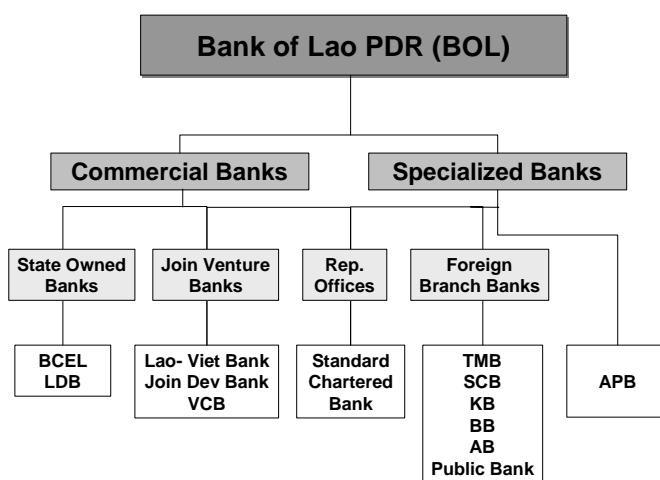 Bank of Lao PDR (BOL)
Commercial Banks
Specialized Banks
State Owned
Banks
Join Venture
Banks
Rep.
Offices
Foreign
Branch Banks
BCEL
LDB
Lao- Viet Bank
Join Dev Bank
VCB
Standard
Chartered
Bank
TMB
SCB
KB
BB
AB
Public Bank
APB